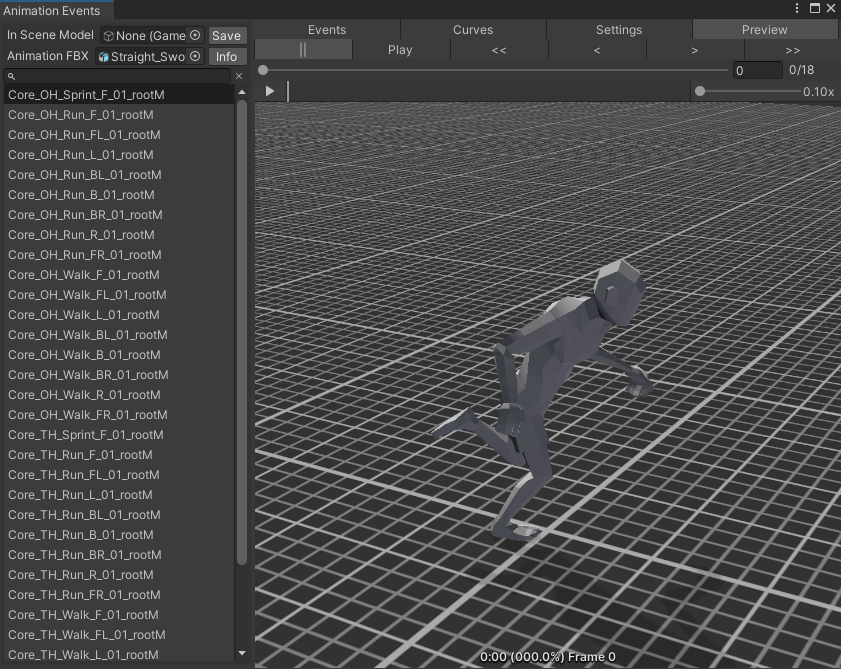 Animation Events
In Scene Model None (Game Save
Animation FBX Straight_Swo Info
Core_OH_Sprint_F_01_rootM
Core_OH_Run_F_01_rootM
Core_OH_Run_FL_01_rootM
Core_OH_Run_L_01_rootM
Core_OH_Run_BL_01_rootM
Core_OH_Run_B_01_rootM
Core_OH_Run_BR_01_rootM
Core_OH_Run_R_01_rootM
Core_OH_Run_FR_01_rootM
Core_OH_Walk_F_01_rootM
Core_OH_Walk_FL_01_rootM
Core_OH_Walk_L_01_rootM
Core_OH_Walk_BL_01_rootM
Core_OH_Walk_B_01_rootM
Core_OH_Walk_BR_01_rootM
Core_OH_Walk_R_01_rootM
Core_OH_Walk_FR_01_rootM
Core_TH_Sprint_F_01_rootM
Core_TH_Run_F_01_rootM
Core_TH_Run_FL_01_rootM
Core_TH_Run_L_01_rootM
Core_TH_Run_BL_01_rootM
Core_TH_Run_B_01_rootM
Core_TH_Run_BR_01_rootM
Core_TH_Run_R_01_rootM
Core_TH_Run_FR_01_rootM
Core_TH_Walk_F_01_rootM
Core_TH_Walk_FL_01_rootM
Core_TH_Walk_L_01_rootM
Events Curves Settings Preview
Play << < > >>
0 0/18
0.10x
0:00 (000.0%) Frame 0